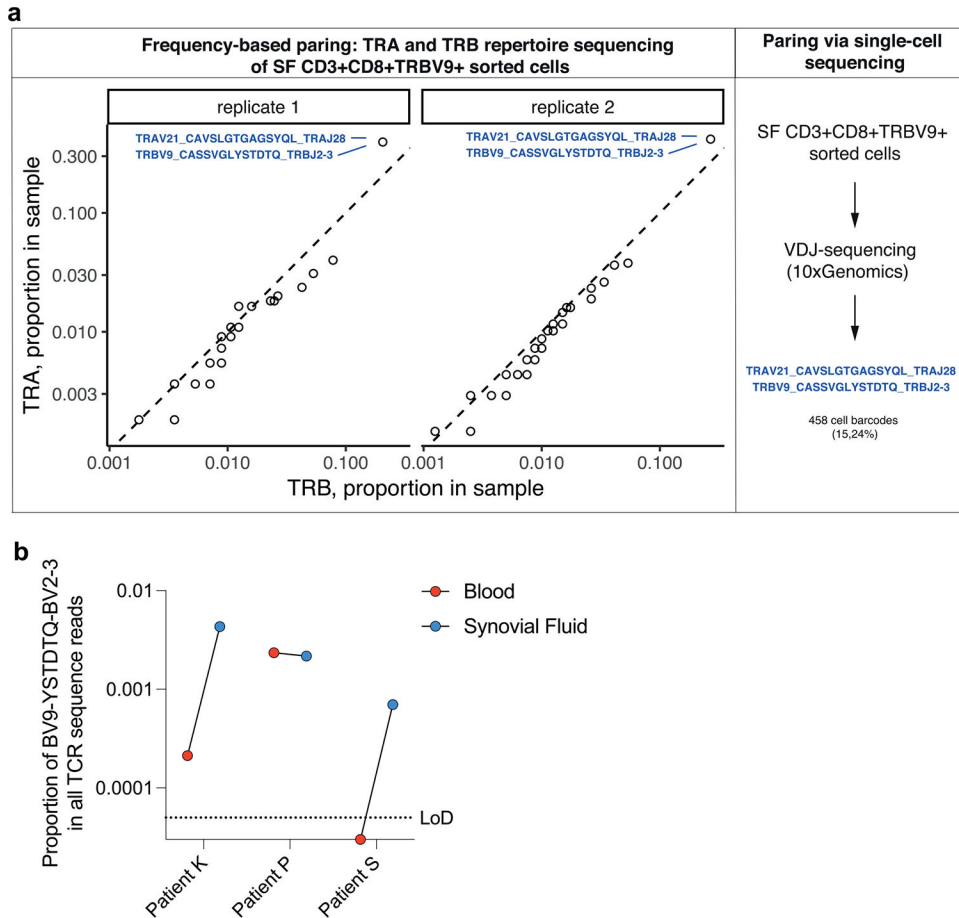 a
Frequency-based paring: TRA and TRB repertoire sequencing
of SF CD3+CD8+TRBV9+ sorted cells
Paring via single-cell
sequencing
replicate 1
replicate 2
TRAV21_CAVSLGTGAGSYQL_TRAJ28
TRBV9_CASSVGLYSTDTQ_TRBJ2-3
TRAV21_CAVSLGTGAGSYQL_TRAJ28
TRBV9_CASSVGLYSTDTQ_TRBJ2-3
TRA, proportion in sample
0.300
0.100
0.030
0.010
0.003
0.001
0.010
0.100
0.001
0.010
0.100
TRB, proportion in sample
SF CD3+CD8+TRBV9+
sorted cells
VDJ-sequencing
(10xGenomics)
TRAV21_CAVSLGTGAGSYQL_TRAJ28
TRBV9_CASSVGLYSTDTQ_TRBJ2-3
458 cell barcodes
(15,24%)
b
Proportion of BV9-YSTDTQ-BV2-3
in all TCR sequence reads
0.01
0.001
0.0001
LoD
Blood
Synovial Fluid
Patient K
Patient P
Patient S